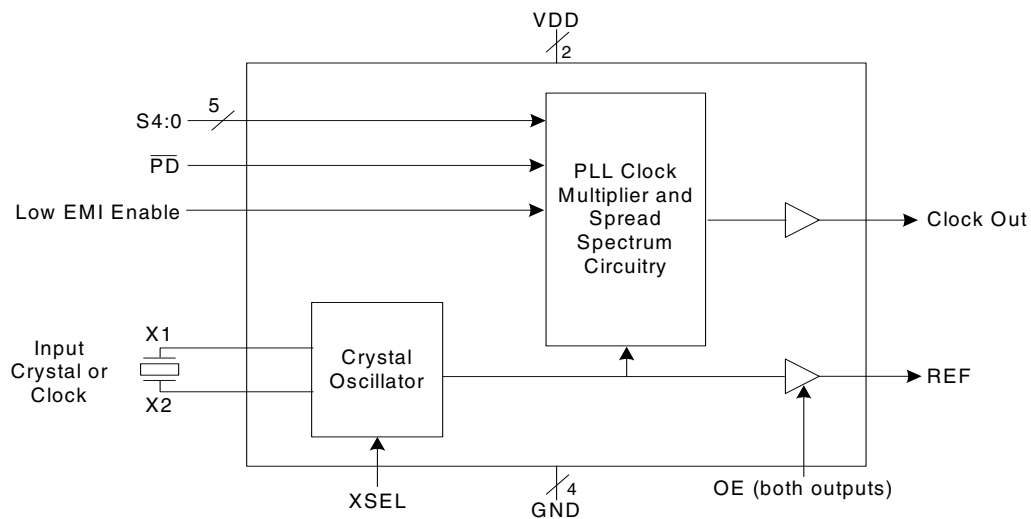 VDD
2
5
S4:0
PD
Low EMI Enable
PLL Clock
Multiplier and
Spread
Spectrum
Circuitry
Clock Out
Input
Crystal or
Clock
X1
X2
Crystal
Oscillator
REF
XSEL
4
GND
OE (both outputs)